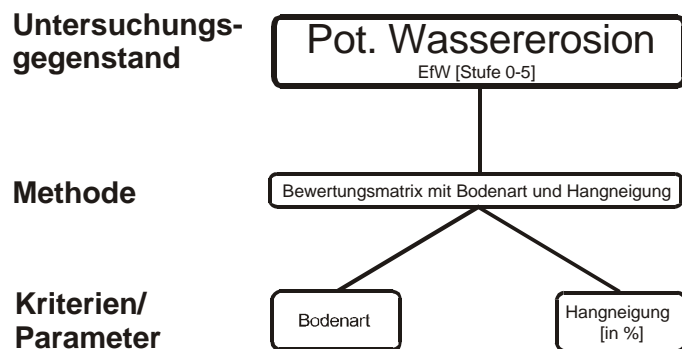 Untersuchungs-
gegenstand
Pot. Wassererosion
EfW [Stufe 0-5]
Methode
Bewertungsmatrix mit Bodenart und Hangneigung
Kriterien/
Parameter
Bodenart
Hangneigung
[in %]